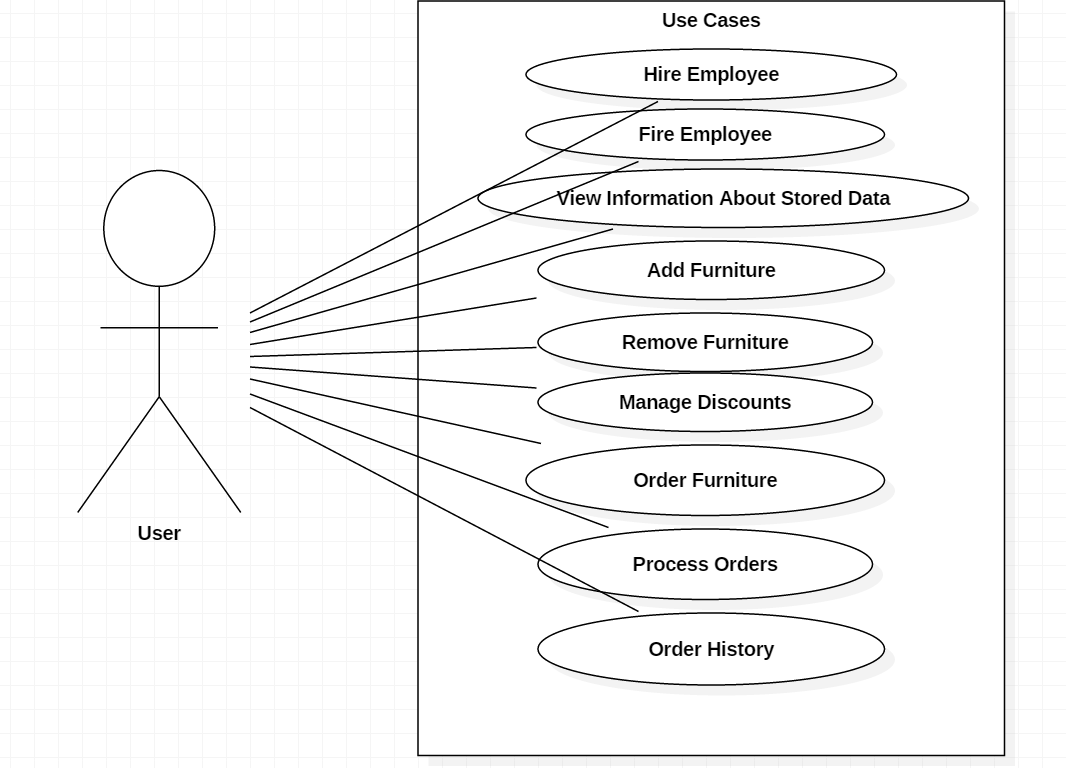 Use Cases
Hire Employee
Fire Employee
View Information About Stored Data
Add Furniture
Remove Furniture
Manage Discounts
Order Furniture
User
Process Orders
Order History